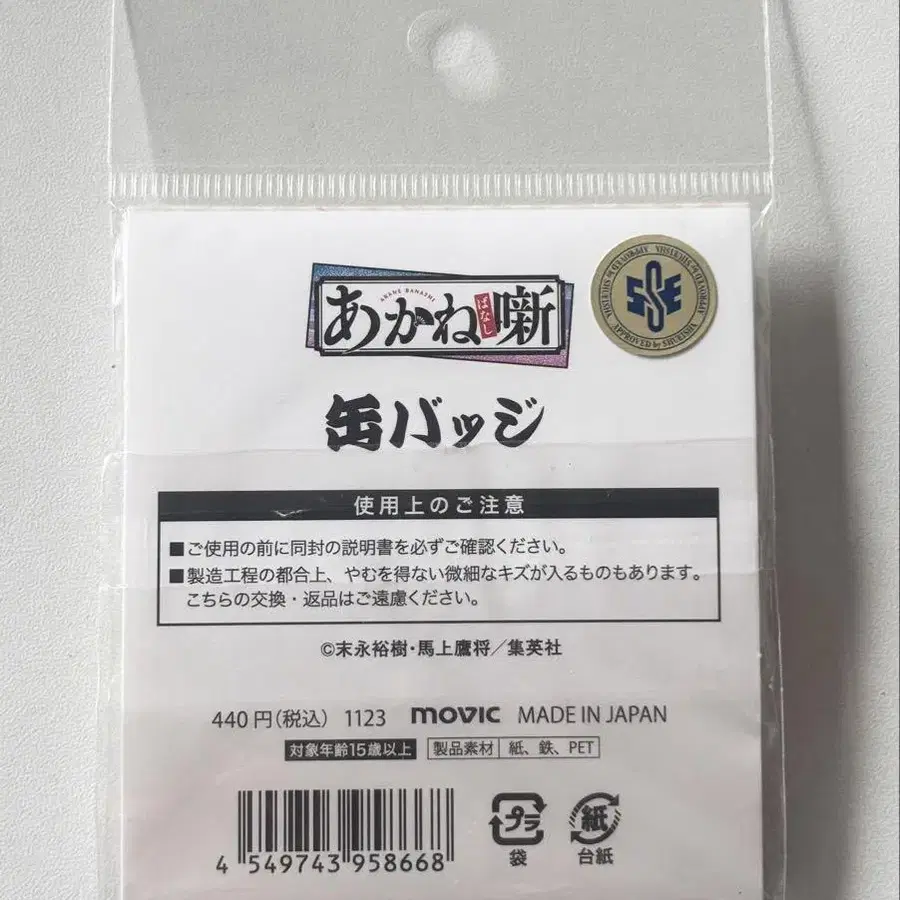 AKANE BANASHI
あかね噺
ばなし
APPROVED by SHUEISHA APPROVED by SHUEISHA APPROVED by SHUEISHA
SSE
缶バッジ
使用上のご注意
■ご使用の前に同封の説明書を必ずご確認ください。
■製造工程の都合上、やむを得ない微細なキズが入るものもあります。
こちらの交換・返品はご遠慮ください。
©末永裕樹・馬上鷹将／集英社
440円(税込) 1123 movic MADE IN JAPAN
対象年齢15歳以上 製品素材 紙、鉄、PET
プラ 紙
袋 台紙
4 549743 958668